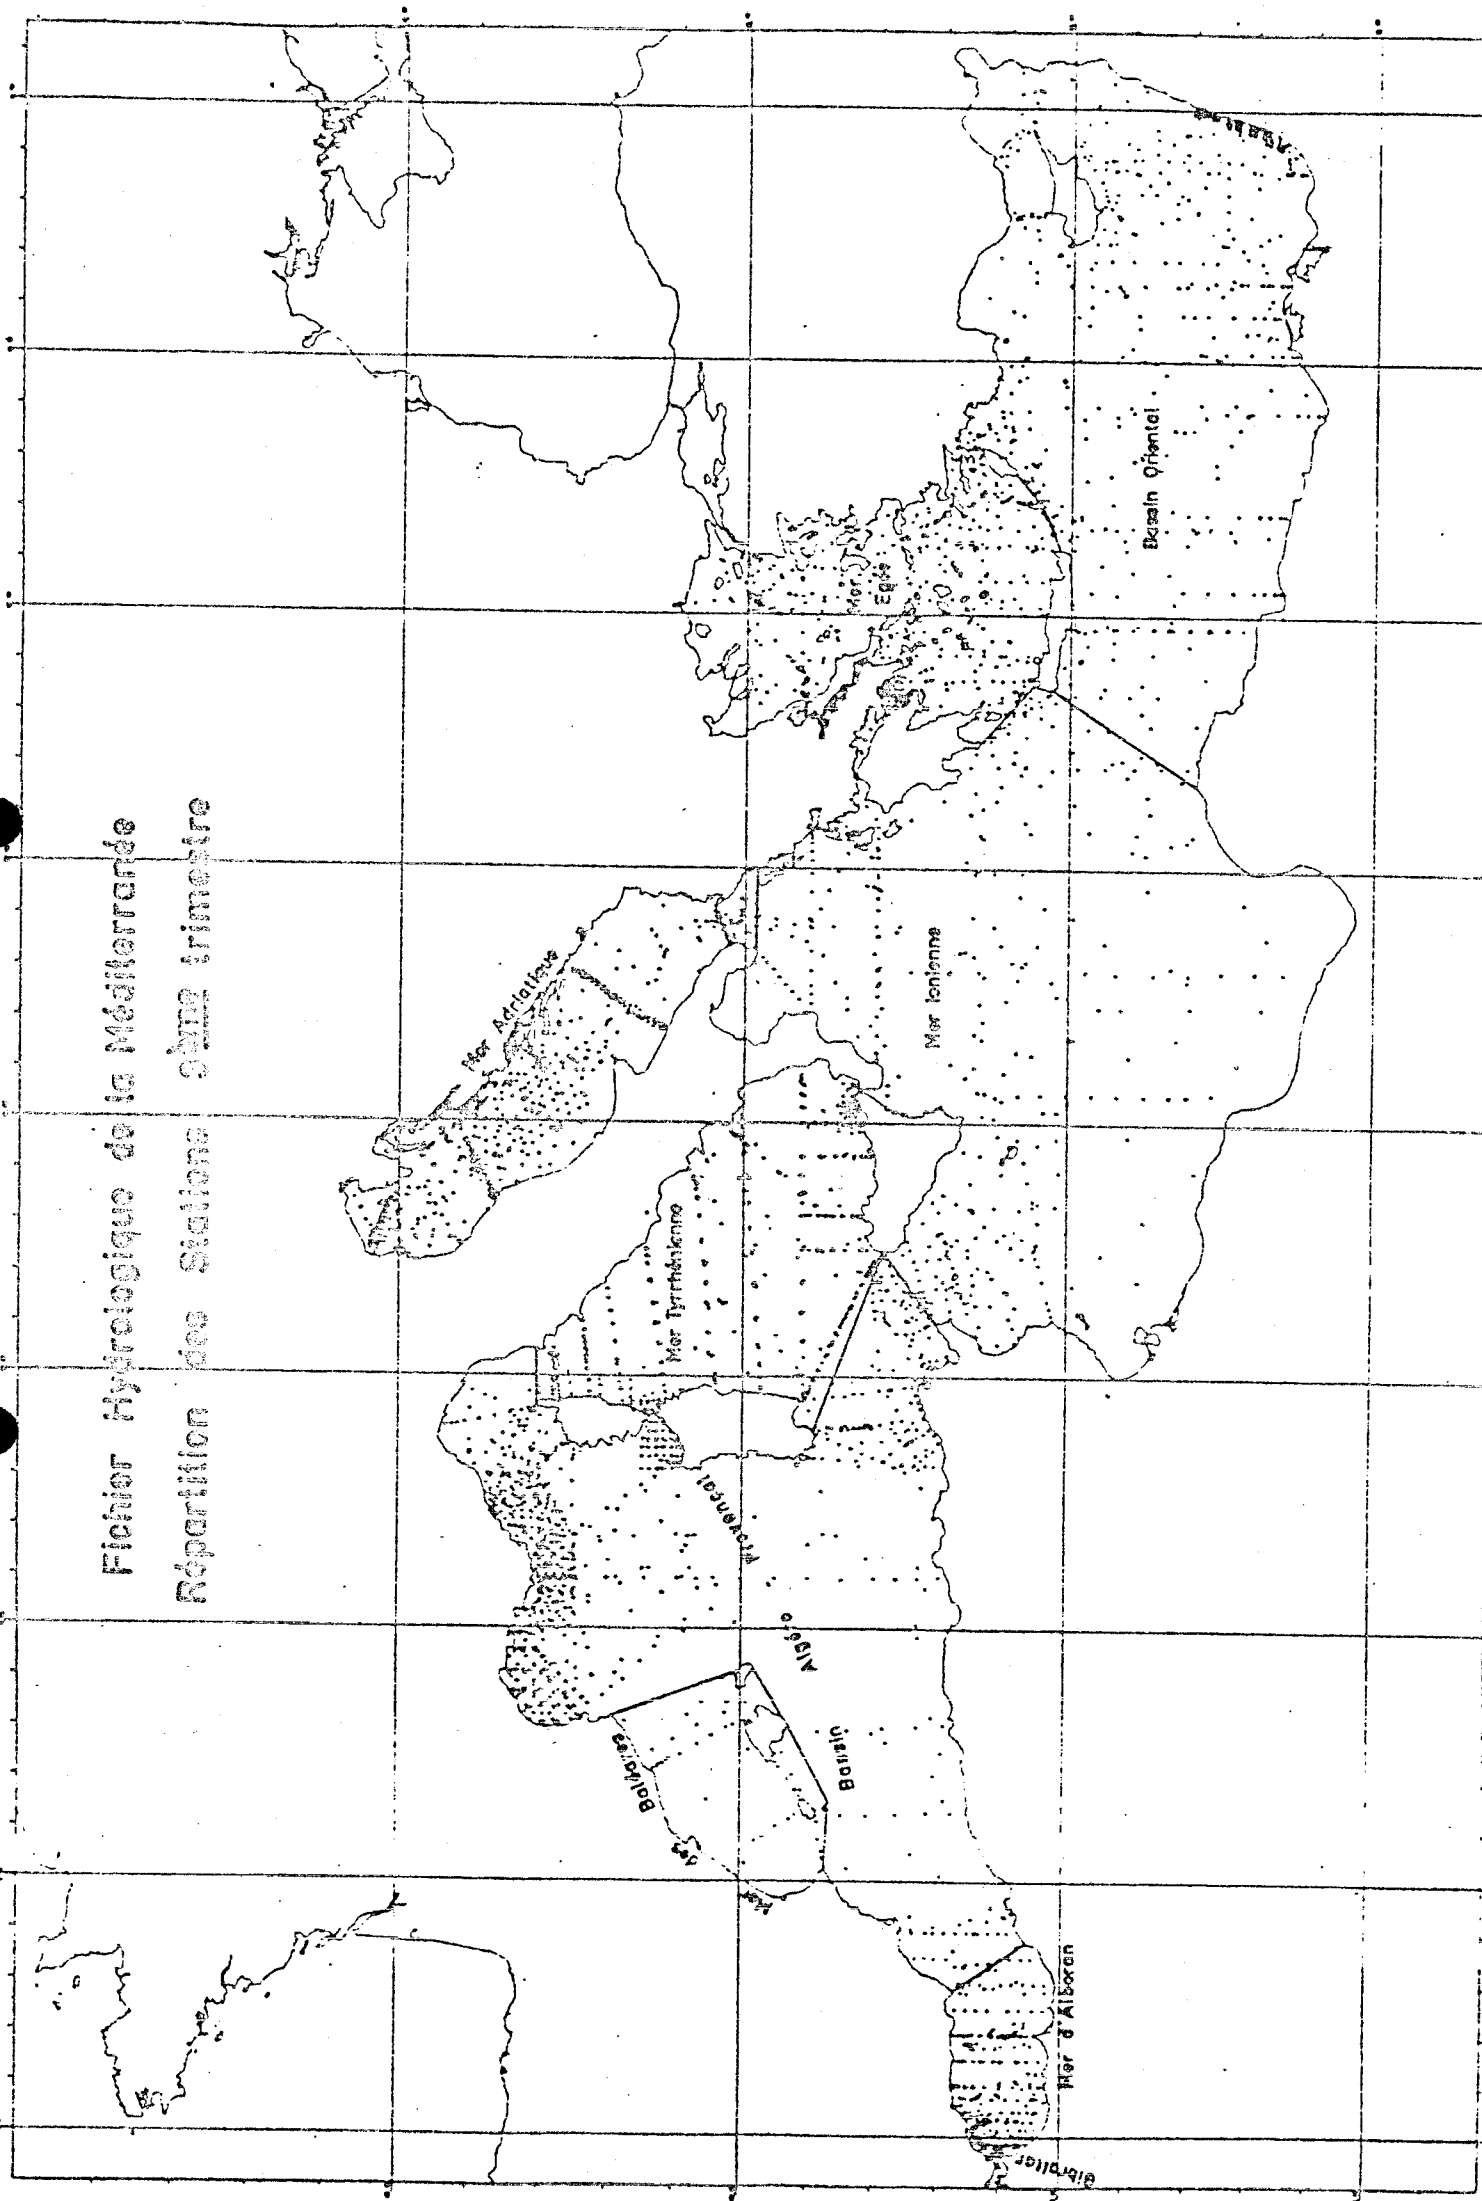 Fichier Hydrologique de la Méditerranée
Répartition des Stations 3ème trimestre
Mer Adriatique
Mer Tyrrhénienne
Mer Ionienne
Mer
Egée
Bassin Oriental
Provençal
Algéro
Bassin
Baléares
Mer d'Alboran
Gibraltar